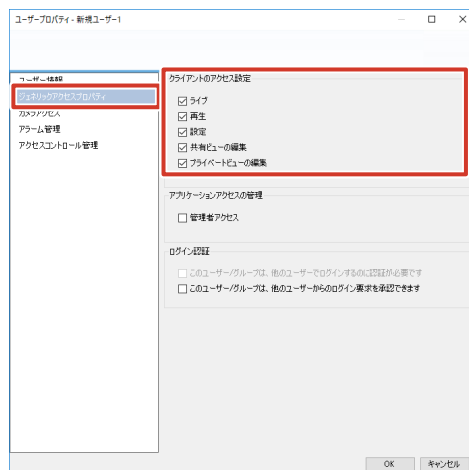 ユーザープロパティ - 新規ユーザー1
ユーザー情報
ジェネリックアクセスプロパティ
カメラアクセス
アラーム管理
アクセスコントロール管理
クライアントのアクセス設定
ライブ
再生
設定
共有ビューの編集
プライベートビューの編集
アプリケーションアクセスの管理
管理者アクセス
ログイン認証
このユーザー/グループは、他のユーザーでログインするのに認証が必要です
このユーザー/グループは、他のユーザーからのログイン要求を承認できます
OK
キャンセル